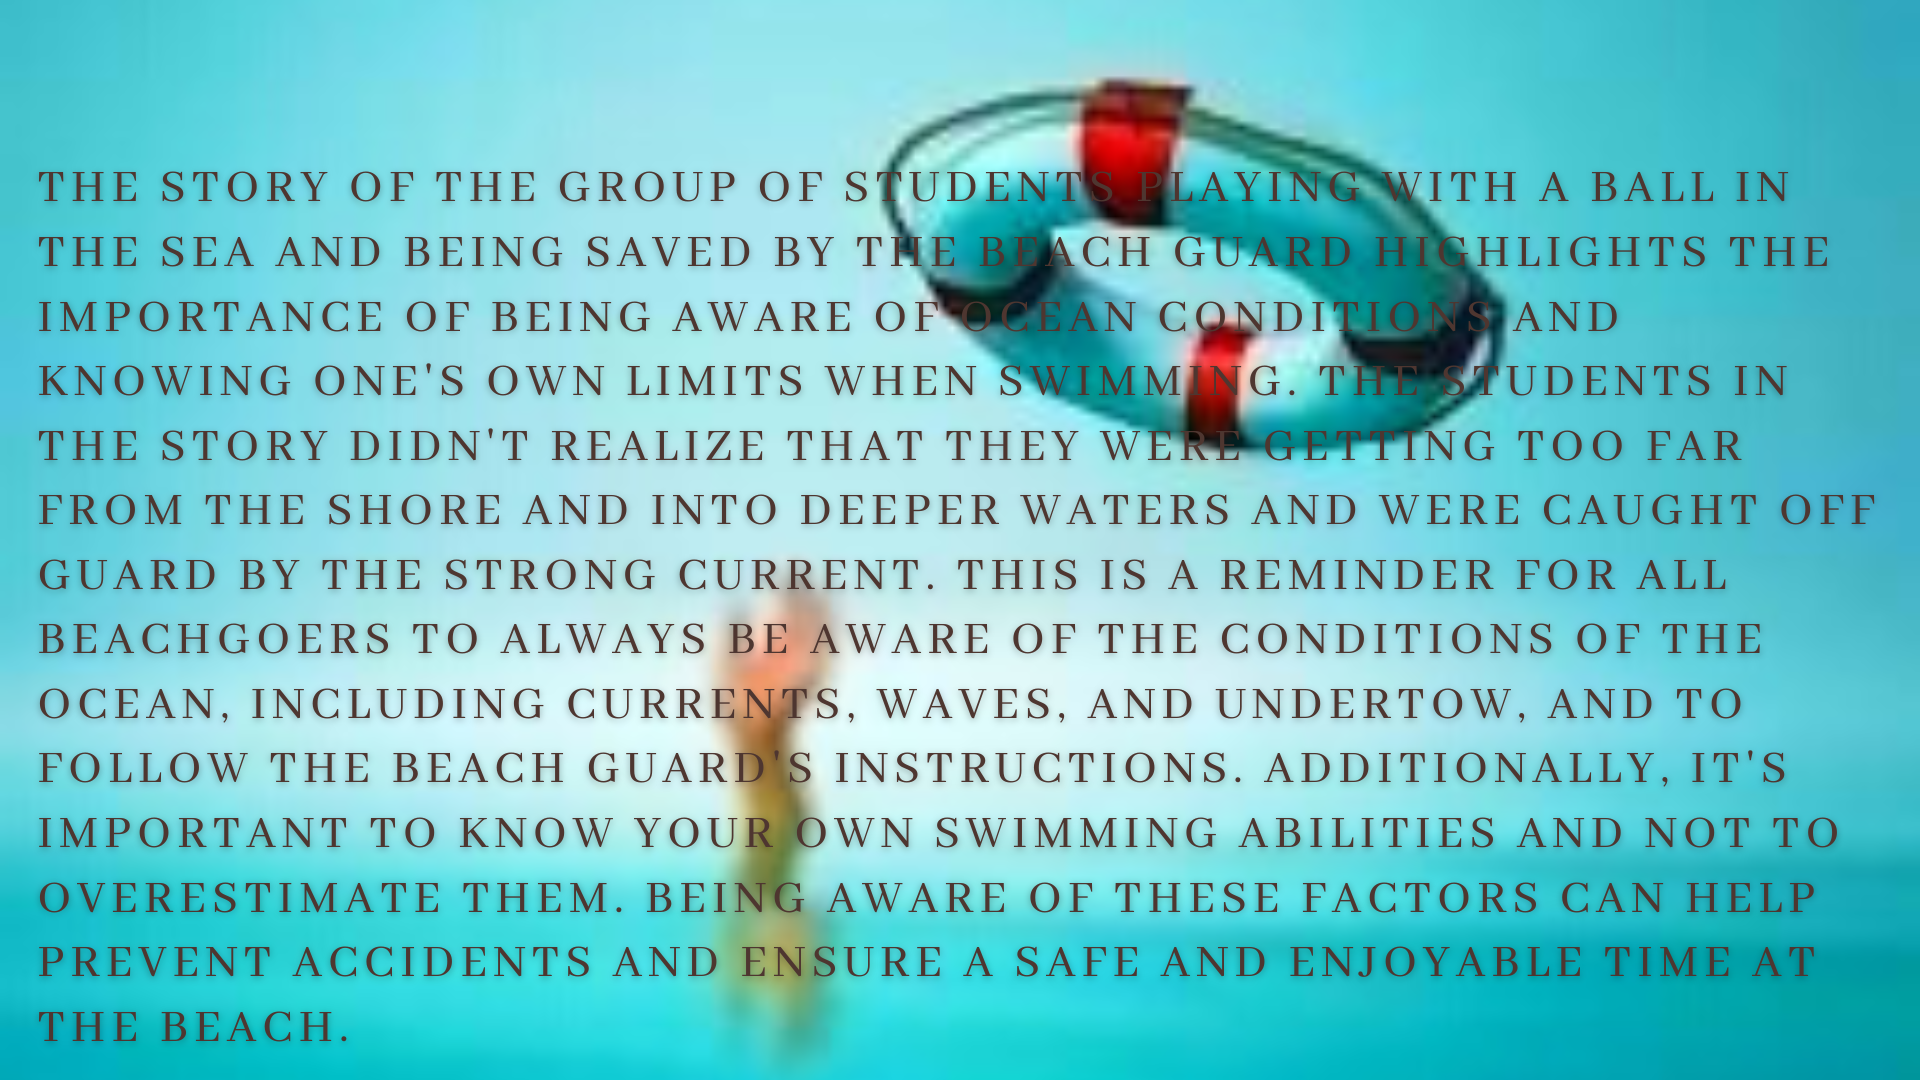 THE STORY OF THE GROUP OF STUDENTS PLAYING WITH A BALL IN
THE SEA AND BEING SAVED BY THE BEACH GUARD HIGHLIGHTS THE
IMPORTANCE OF BEING AWARE OF OCEAN CONDITIONS AND
KNOWING ONE'S OWN LIMITS WHEN SWIMMING. THE STUDENTS IN
THE STORY DIDN'T REALIZE THAT THEY WERE GETTING TOO FAR
FROM THE SHORE AND INTO DEEPER WATERS AND WERE CAUGHT OFF
GUARD BY THE STRONG CURRENT. THIS IS A REMINDER FOR ALL
BEACHGOERS TO ALWAYS BE AWARE OF THE CONDITIONS OF THE
OCEAN, INCLUDING CURRENTS, WAVES, AND UNDERTOW, AND TO
FOLLOW THE BEACH GUARD'S INSTRUCTIONS. ADDITIONALLY, IT'S
IMPORTANT TO KNOW YOUR OWN SWIMMING ABILITIES AND NOT TO
OVERESTIMATE THEM. BEING AWARE OF THESE FACTORS CAN HELP
PREVENT ACCIDENTS AND ENSURE A SAFE AND ENJOYABLE TIME AT
THE BEACH.